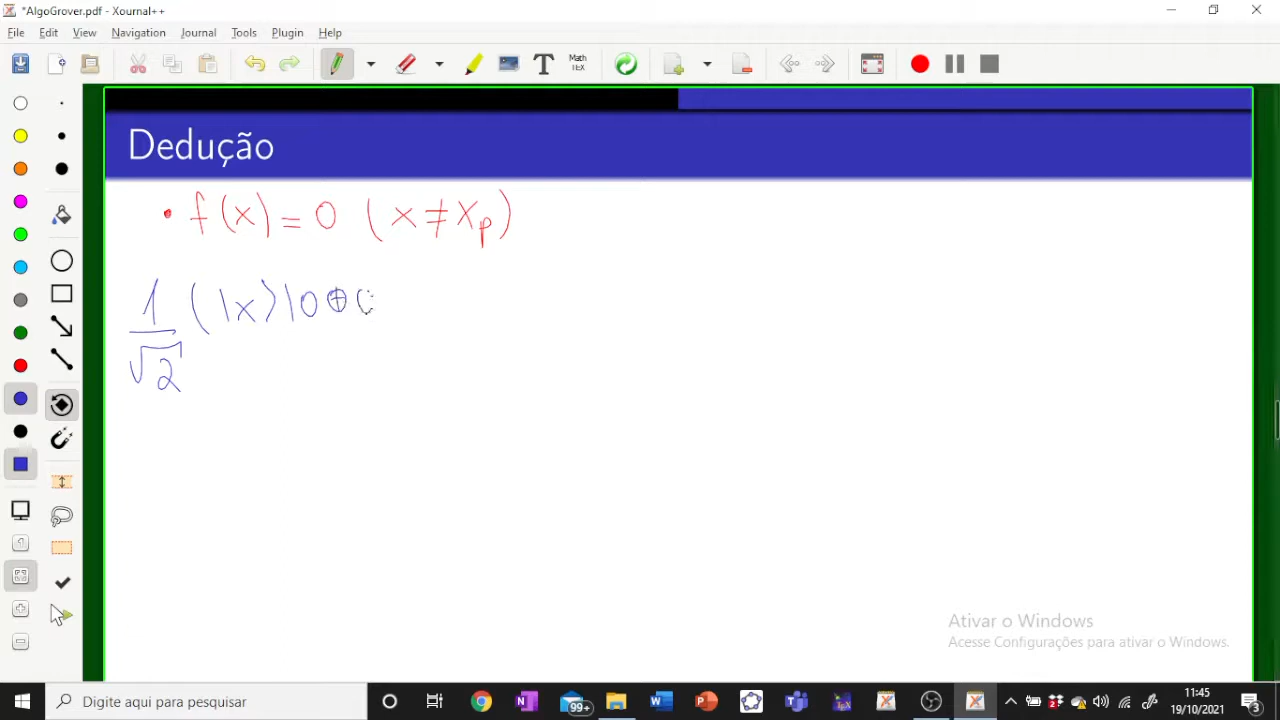 *AlgoGrover.pdf - Xournal++
File Edit View Navigation Journal Tools Plugin Help
Math
TEX
Dedução
• f(x) = 0 (x ≠ xₚ)
1/√2 (|x⟩|0 ⊕ 0
Ativar o Windows
Acesse Configurações para ativar o Windows.
Digite aqui para pesquisar
99+
11:45
19/10/2021
3